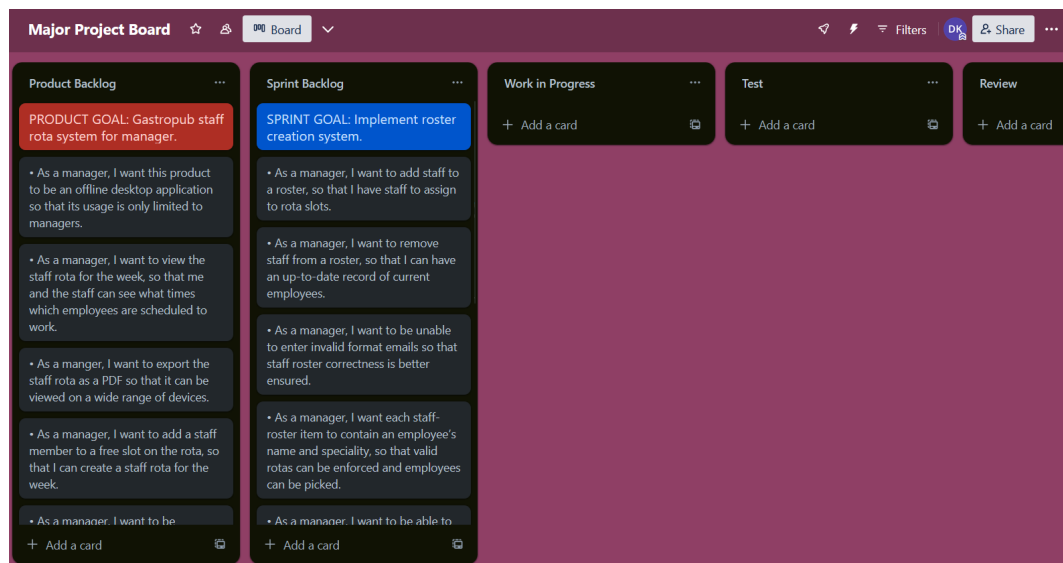 Major Project Board
Board
Filters
DK
Share
Product Backlog
PRODUCT GOAL: Gastropub staff
rota system for manager.
• As a manager, I want this product
to be an offline desktop application
so that its usage is only limited to
managers.
• As a manager, I want to view the
staff rota for the week, so that me
and the staff can see what times
which employees are scheduled to
work.
• As a manger, I want to export the
staff rota as a PDF so that it can be
viewed on a wide range of devices.
• As a manager, I want to add a staff
member to a free slot on the rota, so
that I can create a staff rota for the
week.
• As a manager, I want to be
+ Add a card
Sprint Backlog
SPRINT GOAL: Implement roster
creation system.
• As a manager, I want to add staff to
a roster, so that I have staff to assign
to rota slots.
• As a manager, I want to remove
staff from a roster, so that I can have
an up-to-date record of current
employees.
• As a manager, I want to be unable
to enter invalid format emails so that
staff roster correctness is better
ensured.
• As a manager, I want each staff-
roster item to contain an employee's
name and speciality, so that valid
rotas can be enforced and employees
can be picked.
• As a manager, I want to be able to
+ Add a card
Work in Progress
+ Add a card
Test
+ Add a card
Review
+ Add a card